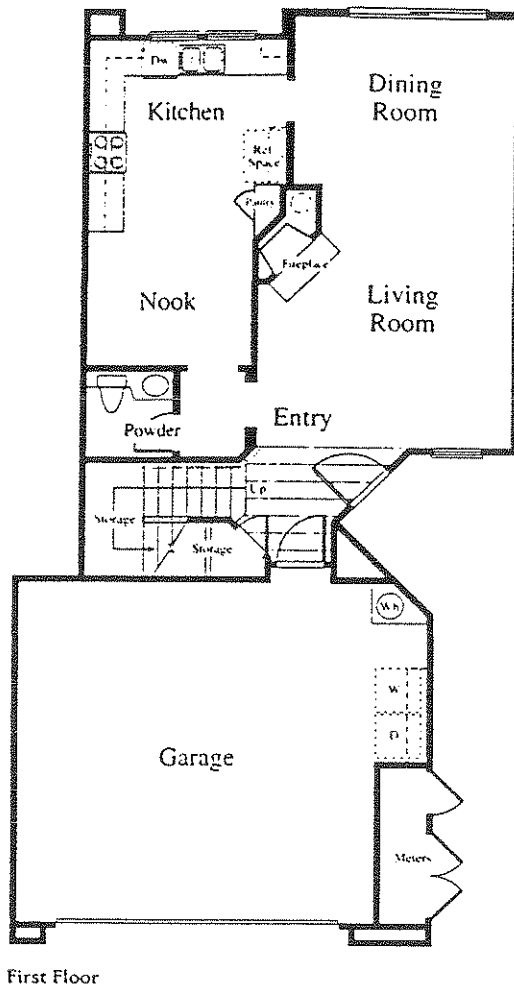 Dw
Dining
Room
Kitchen
Ref
Space
Pantry
Fireplace
Nook
Living
Room
Powder
Entry
Up
Storage
Storage
Wh
W
D
Garage
Meters
First Floor